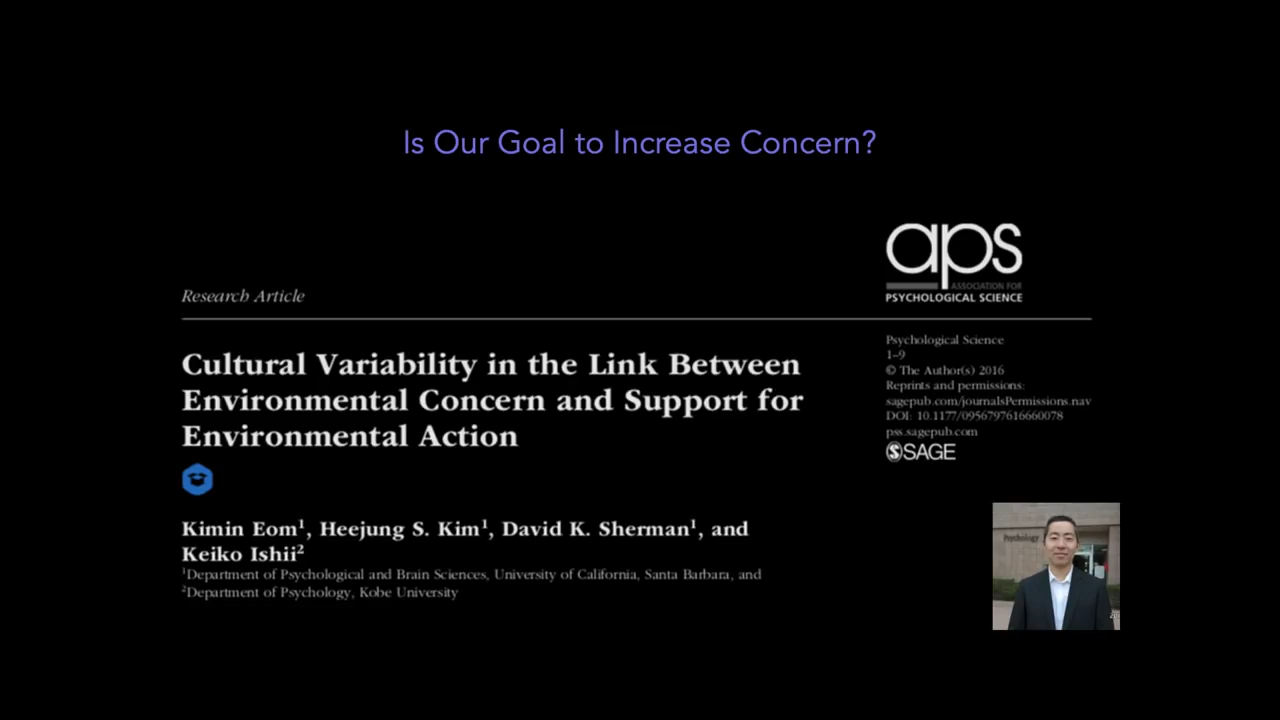 Is Our Goal to Increase Concern?
aps
ASSOCIATION FOR
PSYCHOLOGICAL SCIENCE
Research Article
Cultural Variability in the Link Between
Environmental Concern and Support for
Environmental Action
Psychological Science
1–9
© The Author(s) 2016
Reprints and permissions:
sagepub.com/journalsPermissions.nav
DOI: 10.1177/0956797616660078
pss.sagepub.com
SAGE
Kimin Eom¹, Heejung S. Kim¹, David K. Sherman¹, and
Keiko Ishii²
¹Department of Psychological and Brain Sciences, University of California, Santa Barbara, and
²Department of Psychology, Kobe University
Psychology